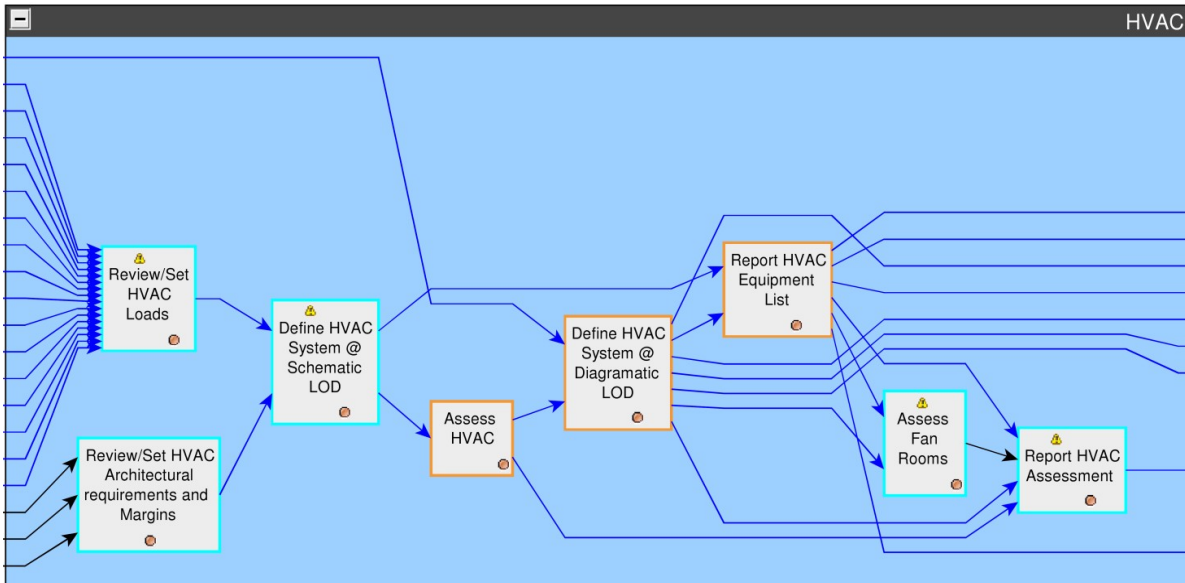 HVAC
Review/Set
HVAC
Loads
Define HVAC
System @
Schematic
LOD
Review/Set HVAC
Architectural
requirements and
Margins
Assess
HVAC
Define HVAC
System @
Diagramatic
LOD
Report HVAC
Equipment
List
Assess
Fan
Rooms
Report HVAC
Assessment